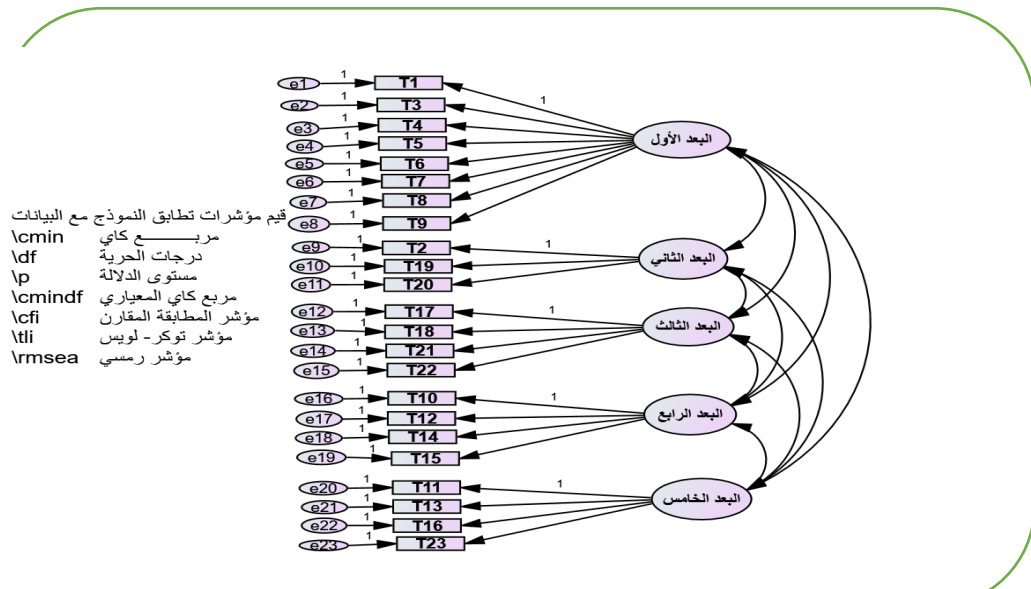 e1 1 T1 1
e2 1 T3
e3 1 T4
e4 1 T5
e5 1 T6
e6 1 T7
e7 1 T8
e8 1 T9
البعد الأول
e9 1 T2 1
e10 1 T19
e11 1 T20
البعد الثاني
e12 1 T17 1
e13 1 T18
e14 1 T21
e15 1 T22
البعد الثالث
e16 1 T10 1
e17 1 T12
e18 1 T14
e19 1 T15
البعد الرابع
e20 1 T11 1
e21 1 T13
e22 1 T16
e23 1 T23
البعد الخامس
قيم مؤشرات تطابق النموذج مع البيانات
\cmin مربــــــع كاي
\df درجات الحرية
\p مستوى الدلالة
\cmindf مربع كاي المعياري
\cfi مؤشر المطابقة المقارن
\tli مؤشر توكر- لويس
\rmsea مؤشر رمسي